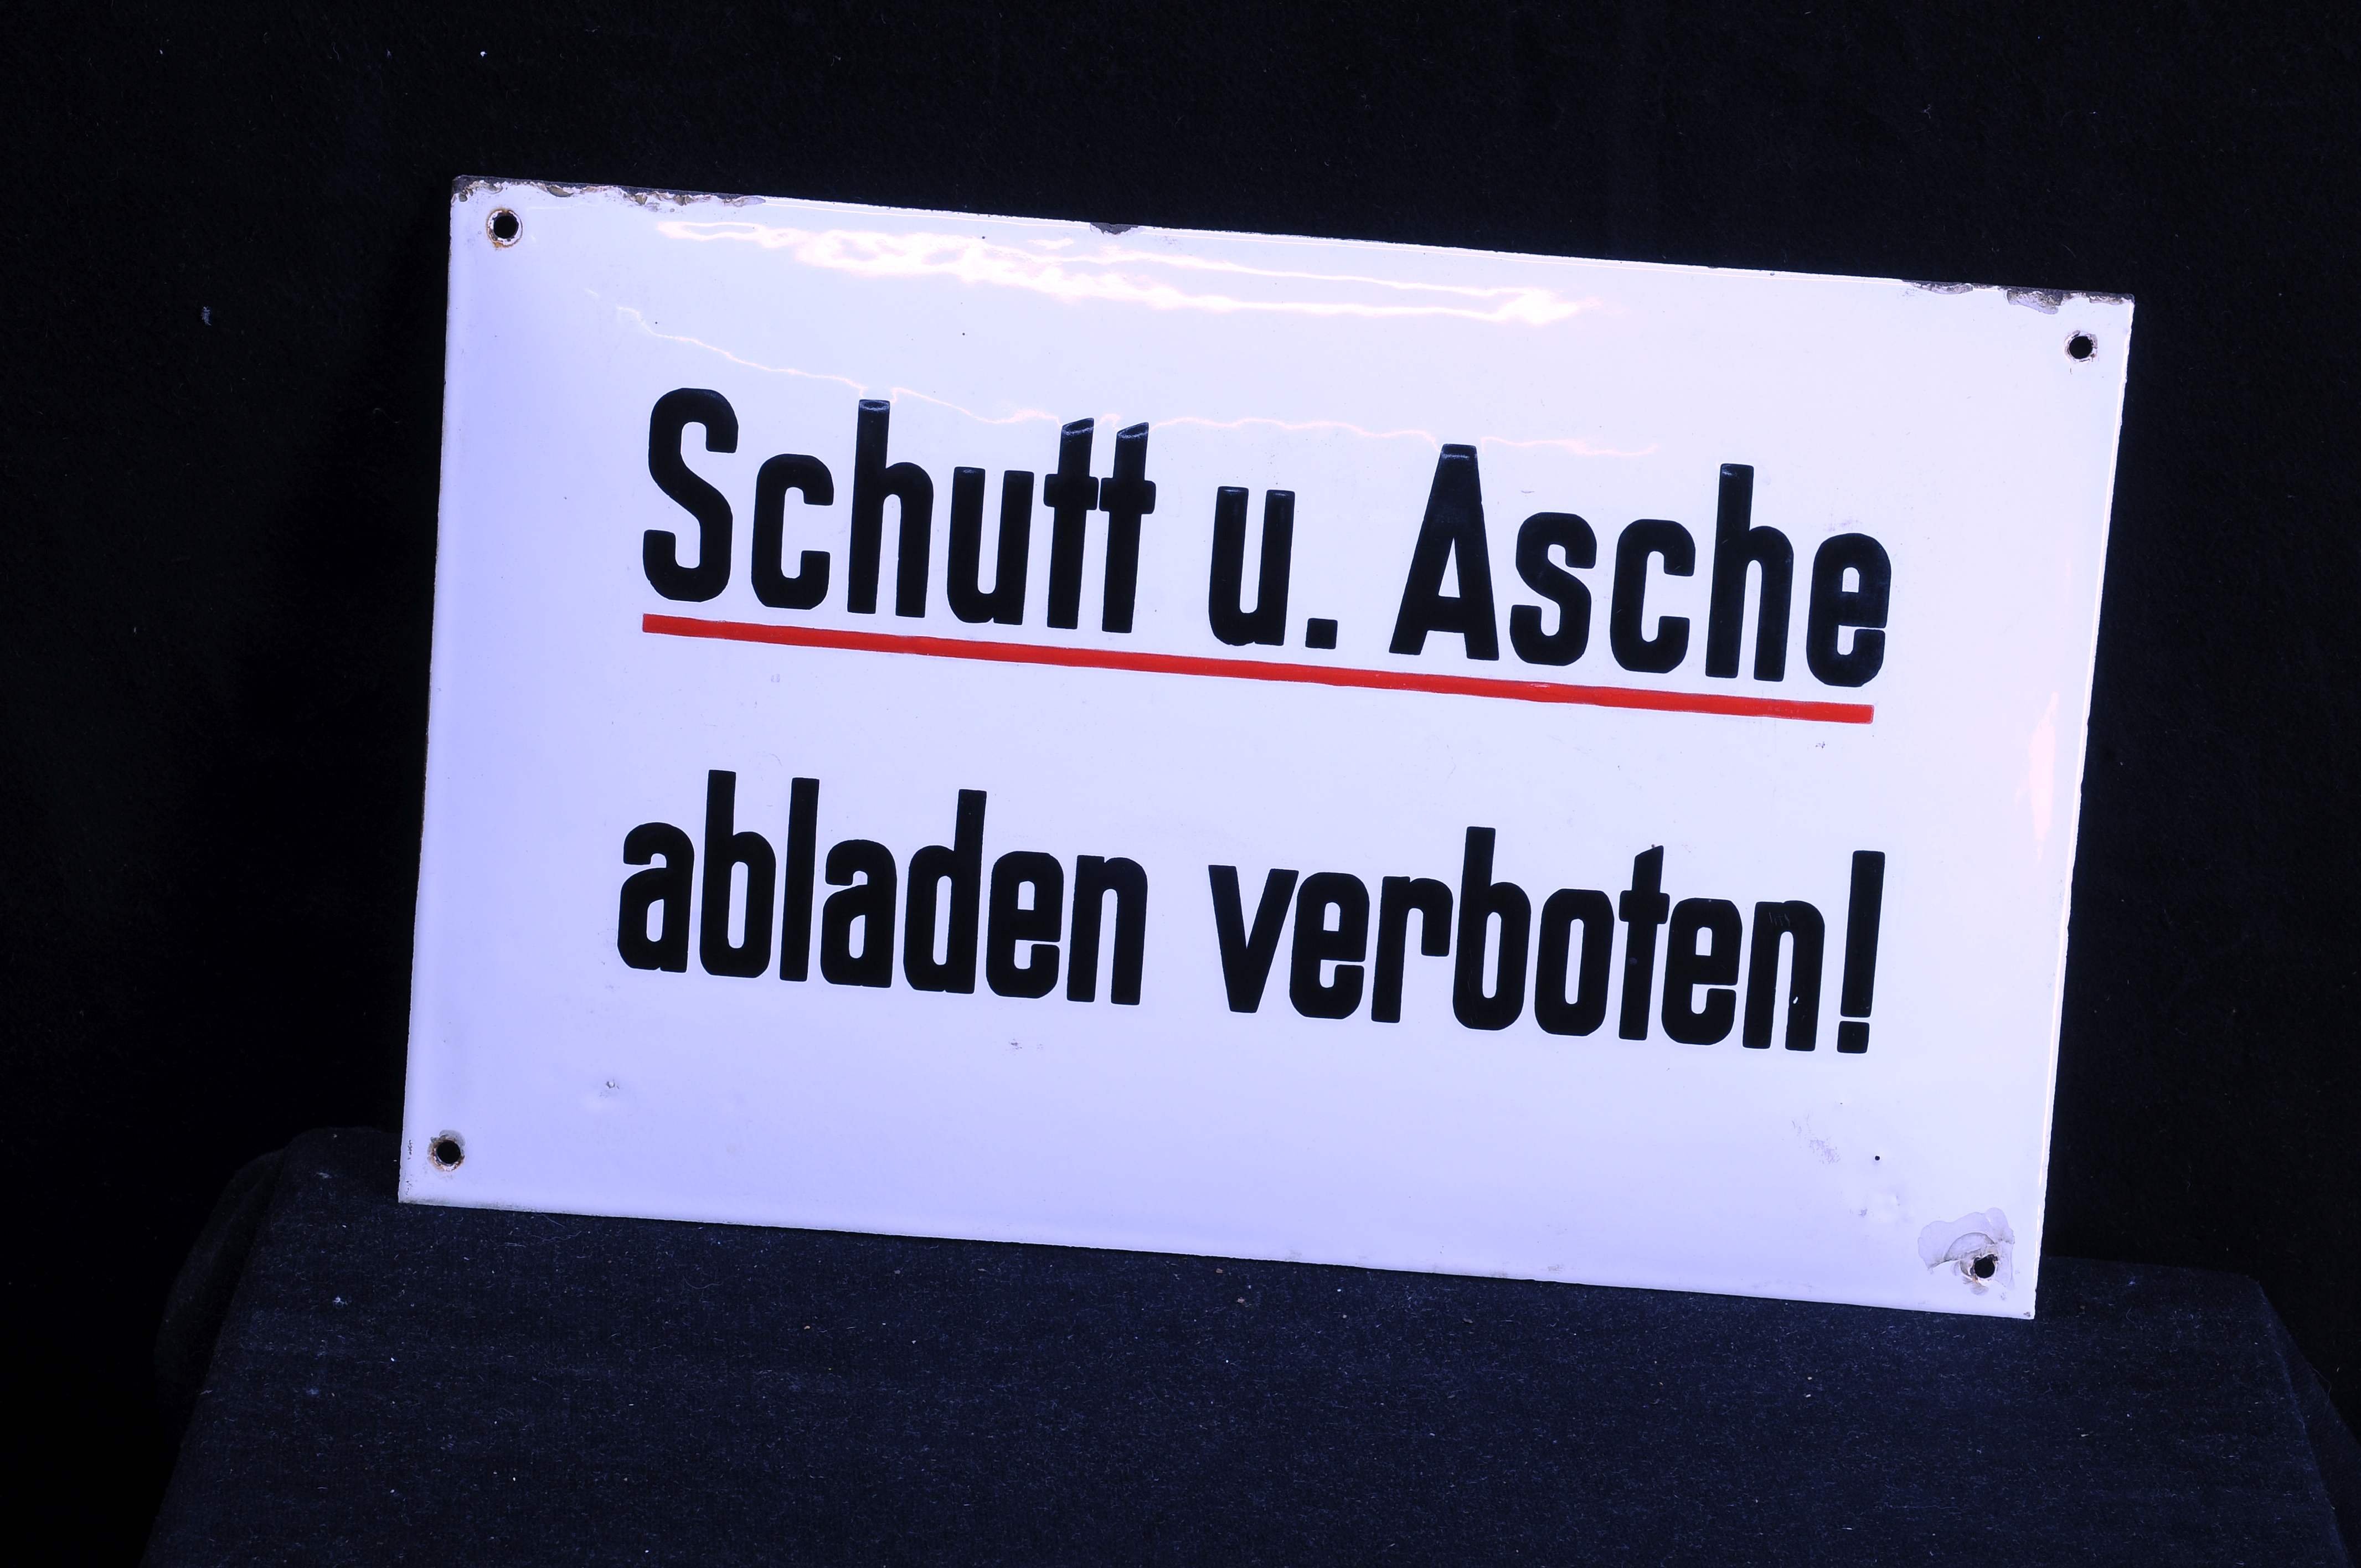 Schutt u. Asche
abladen verboten!